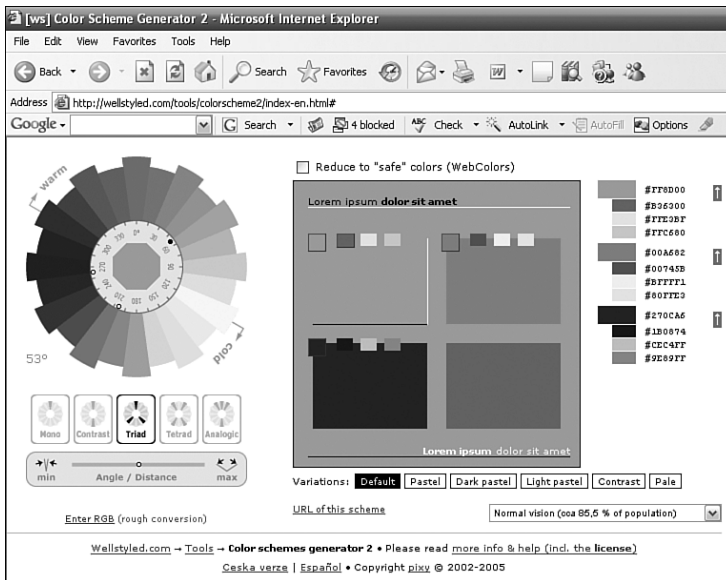 [ws] Color Scheme Generator 2 - Microsoft Internet Explorer
File Edit View Favorites Tools Help
Back Search Favorites
Address http://wellstyled.com/tools/colorscheme2/index-en.html#
Google Search 4 blocked ABC Check AutoLink AutoFill Options
Reduce to "safe" colors (WebColors)
warm
cold
53°
Lorem ipsum dolor sit amet
#FF8D00
#B36300
#FFE3BF
#FFC680
#00A682
#00745B
#BFFFF1
#80FFE3
#270CA6
#1B0874
#CEC4FF
#9E89FF
Mono Contrast Triad Tetrad Analogic
min Angle / Distance max
Lorem ipsum dolor sit amet
Variations: Default Pastel Dark pastel Light pastel Contrast Pale
Enter RGB (rough conversion)
URL of this scheme
Normal vision (cca 85,5 % of population)
Wellstyled.com → Tools → Color schemes generator 2 • Please read more info & help (incl. the license)
Ceska verze | Español • Copyright pixy @ 2002-2005